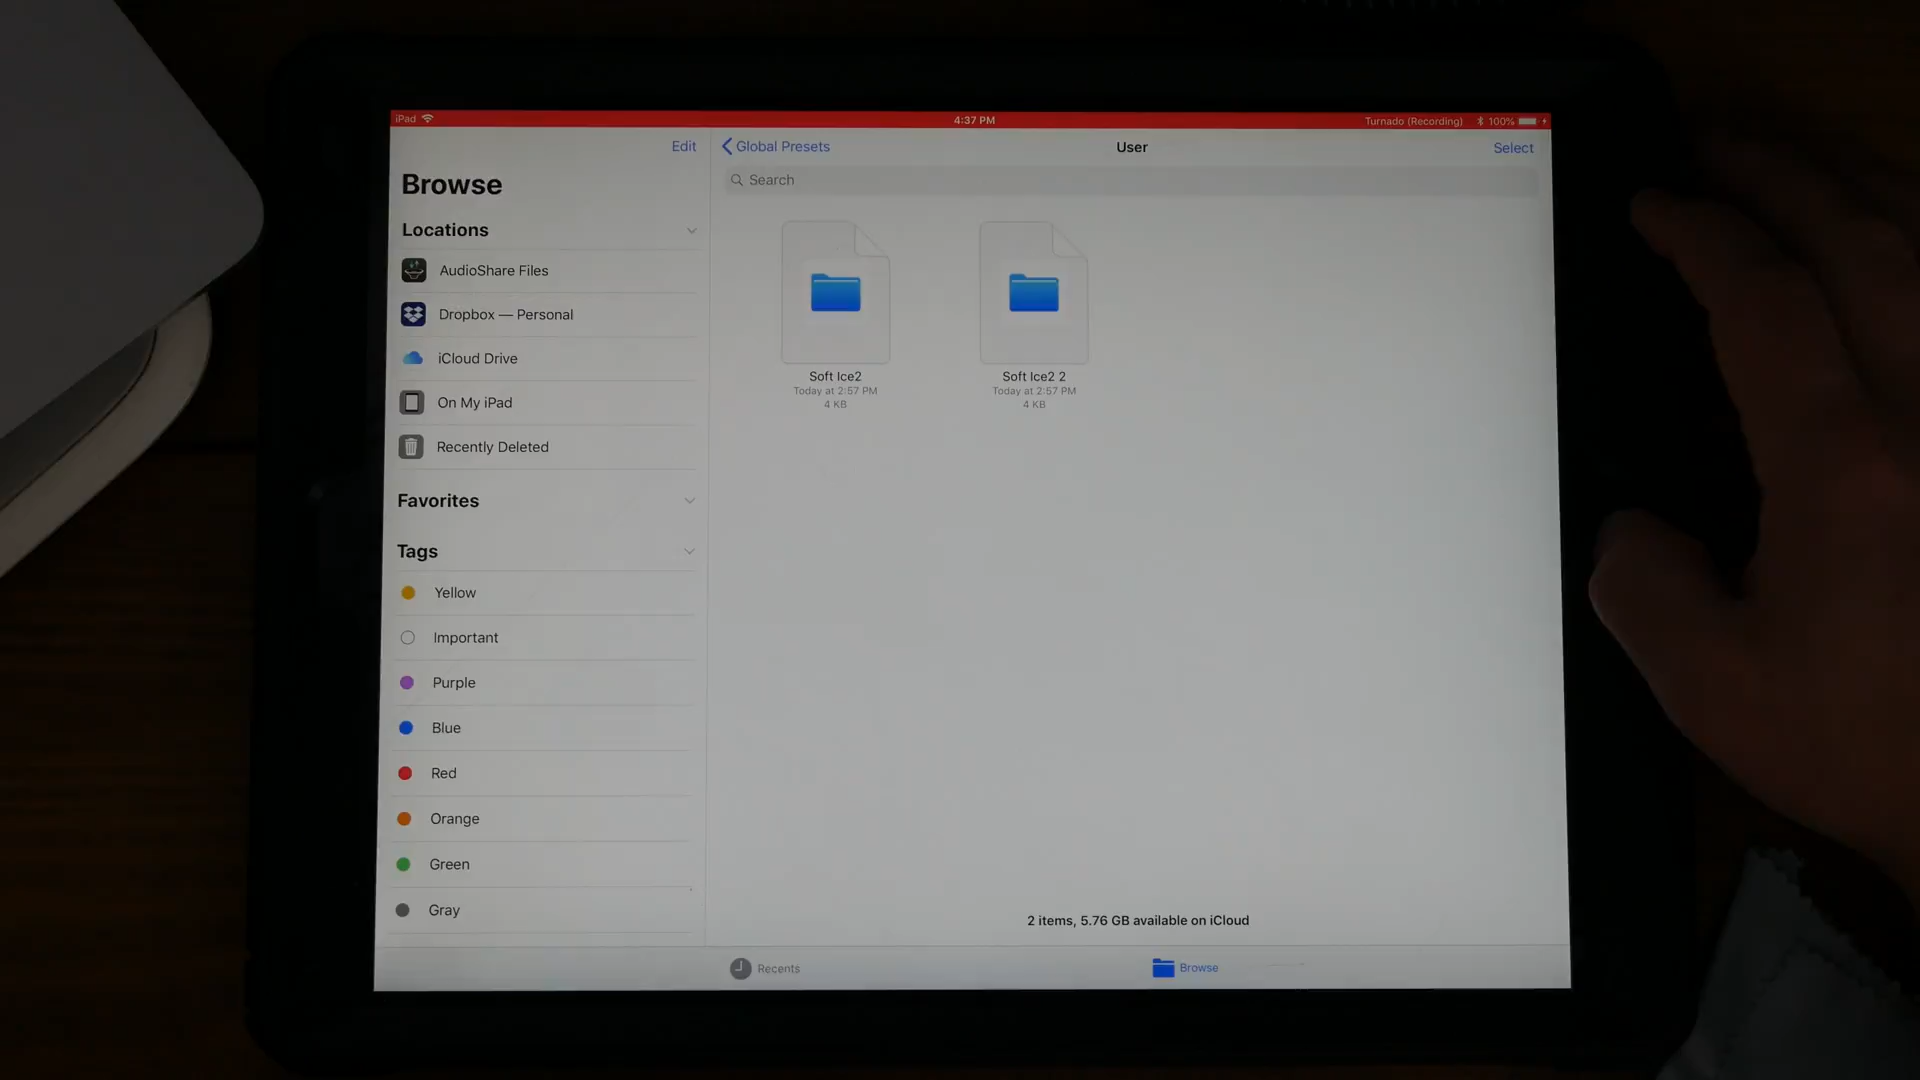 iPad
4:37 PM
Turnado (Recording)
100%
Edit
Browse
Locations
AudioShare Files
Dropbox — Personal
iCloud Drive
On My iPad
Recently Deleted
Favorites
Tags
Yellow
Important
Purple
Blue
Red
Orange
Green
Gray
Global Presets
User
Select
Search
Soft Ice2
Today at 2:57 PM
4 KB
Soft Ice2 2
Today at 2:57 PM
4 KB
2 items, 5.76 GB available on iCloud
Recents
Browse